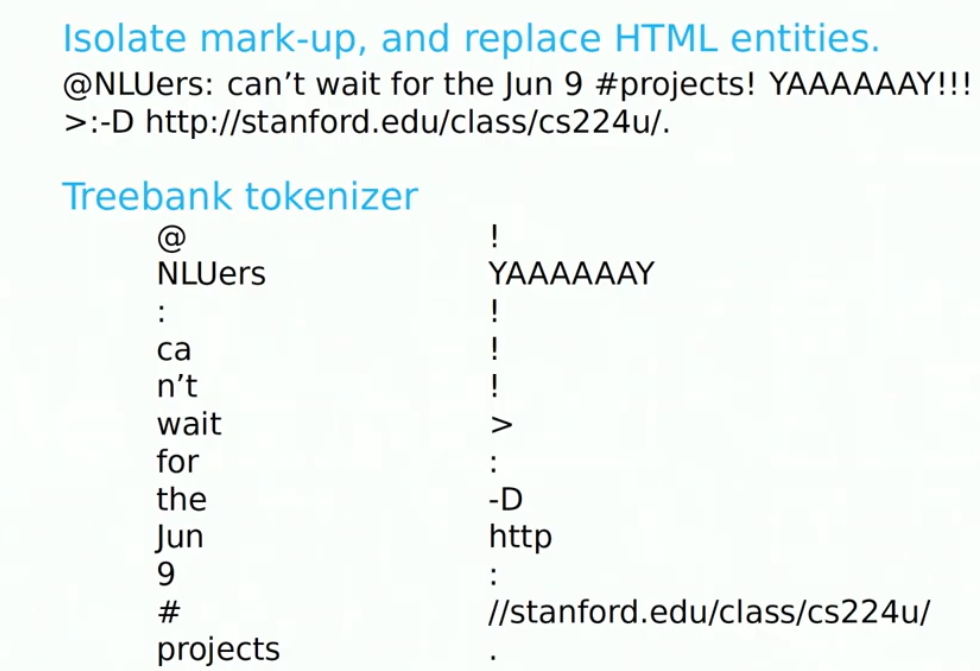 Isolate mark-up, and replace HTML entities.
@NLUers: can’t wait for the Jun 9 #projects! YAAAAAAY!!!
>:-D http://stanford.edu/class/cs224u/.
Treebank tokenizer
@
NLUers
:
ca
n’t
wait
for
the
Jun
9
#
projects
!
YAAAAAAY
!
!
!
>
:
-D
http
:
//stanford.edu/class/cs224u/
.